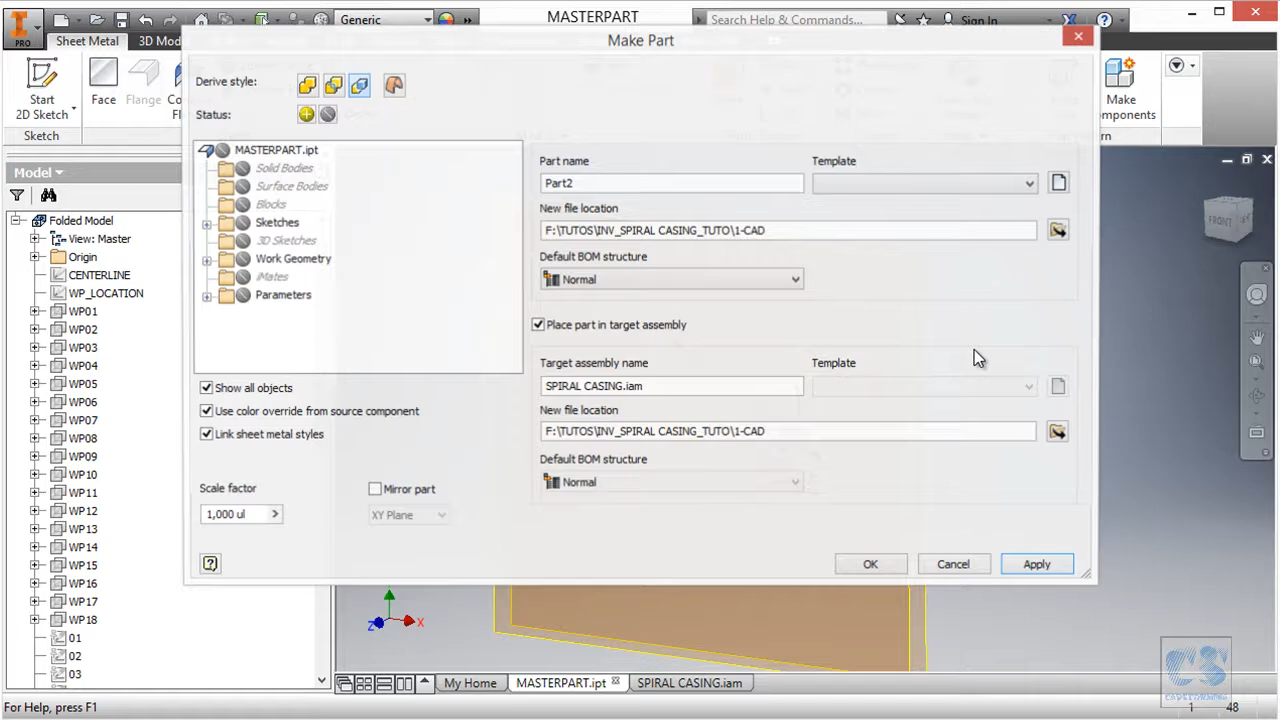 PRO
Generic
MASTERPART
Search Help & Commands...
Sign In
Sheet Metal
3D Mod
Make Part
Start
2D Sketch
Face
Flange
Co
Fl
Make
mponents
Sketch
rn
Derive style:
Status:
MASTERPART.ipt
Solid Bodies
Surface Bodies
Blocks
Sketches
3D Sketches
Work Geometry
iMates
Parameters
Part name
Template
Part2
New file location
F:\TUTOS\INV_SPIRAL CASING_TUTO\1-CAD
Default BOM structure
Normal
Place part in target assembly
Target assembly name
Template
SPIRAL CASING.iam
New file location
F:\TUTOS\INV_SPIRAL CASING_TUTO\1-CAD
Default BOM structure
Normal
Show all objects
Use color override from source component
Link sheet metal styles
Scale factor
1,000 ul
Mirror part
XY Plane
OK
Cancel
Apply
Model
Folded Model
View: Master
Origin
CENTERLINE
WP_LOCATION
WP01
WP02
WP03
WP04
WP05
WP06
WP07
WP08
WP09
WP10
WP11
WP12
WP13
WP14
WP15
WP16
WP17
WP18
01
02
03
FRONT
Z
X
My Home
MASTERPART.ipt
SPIRAL CASING.iam
CS
For Help, press F1
1
48